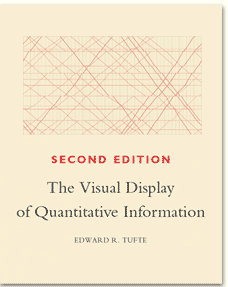 SECOND EDITION
The Visual Display
of Quantitative Information
EDWARD R. TUFTE